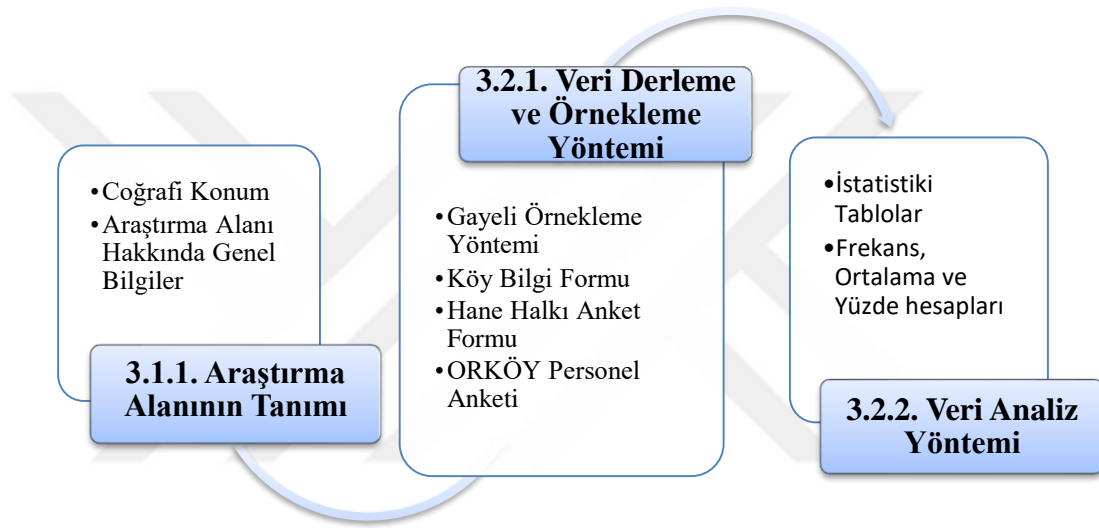 •Coğrafi Konum
•Araştırma Alanı
Hakkında Genel
Bilgiler
3.1.1. Araştırma
Alanının Tanımı
3.2.1. Veri Derleme
ve Örnekleme
Yöntemi
•Gayeli Örnekleme
Yöntemi
•Köy Bilgi Formu
•Hane Halkı Anket
Formu
•ORKÖY Personel
Anketi
•İstatistiki
Tablolar
•Frekans,
Ortalama ve
Yüzde hesapları
3.2.2. Veri Analiz
Yöntemi